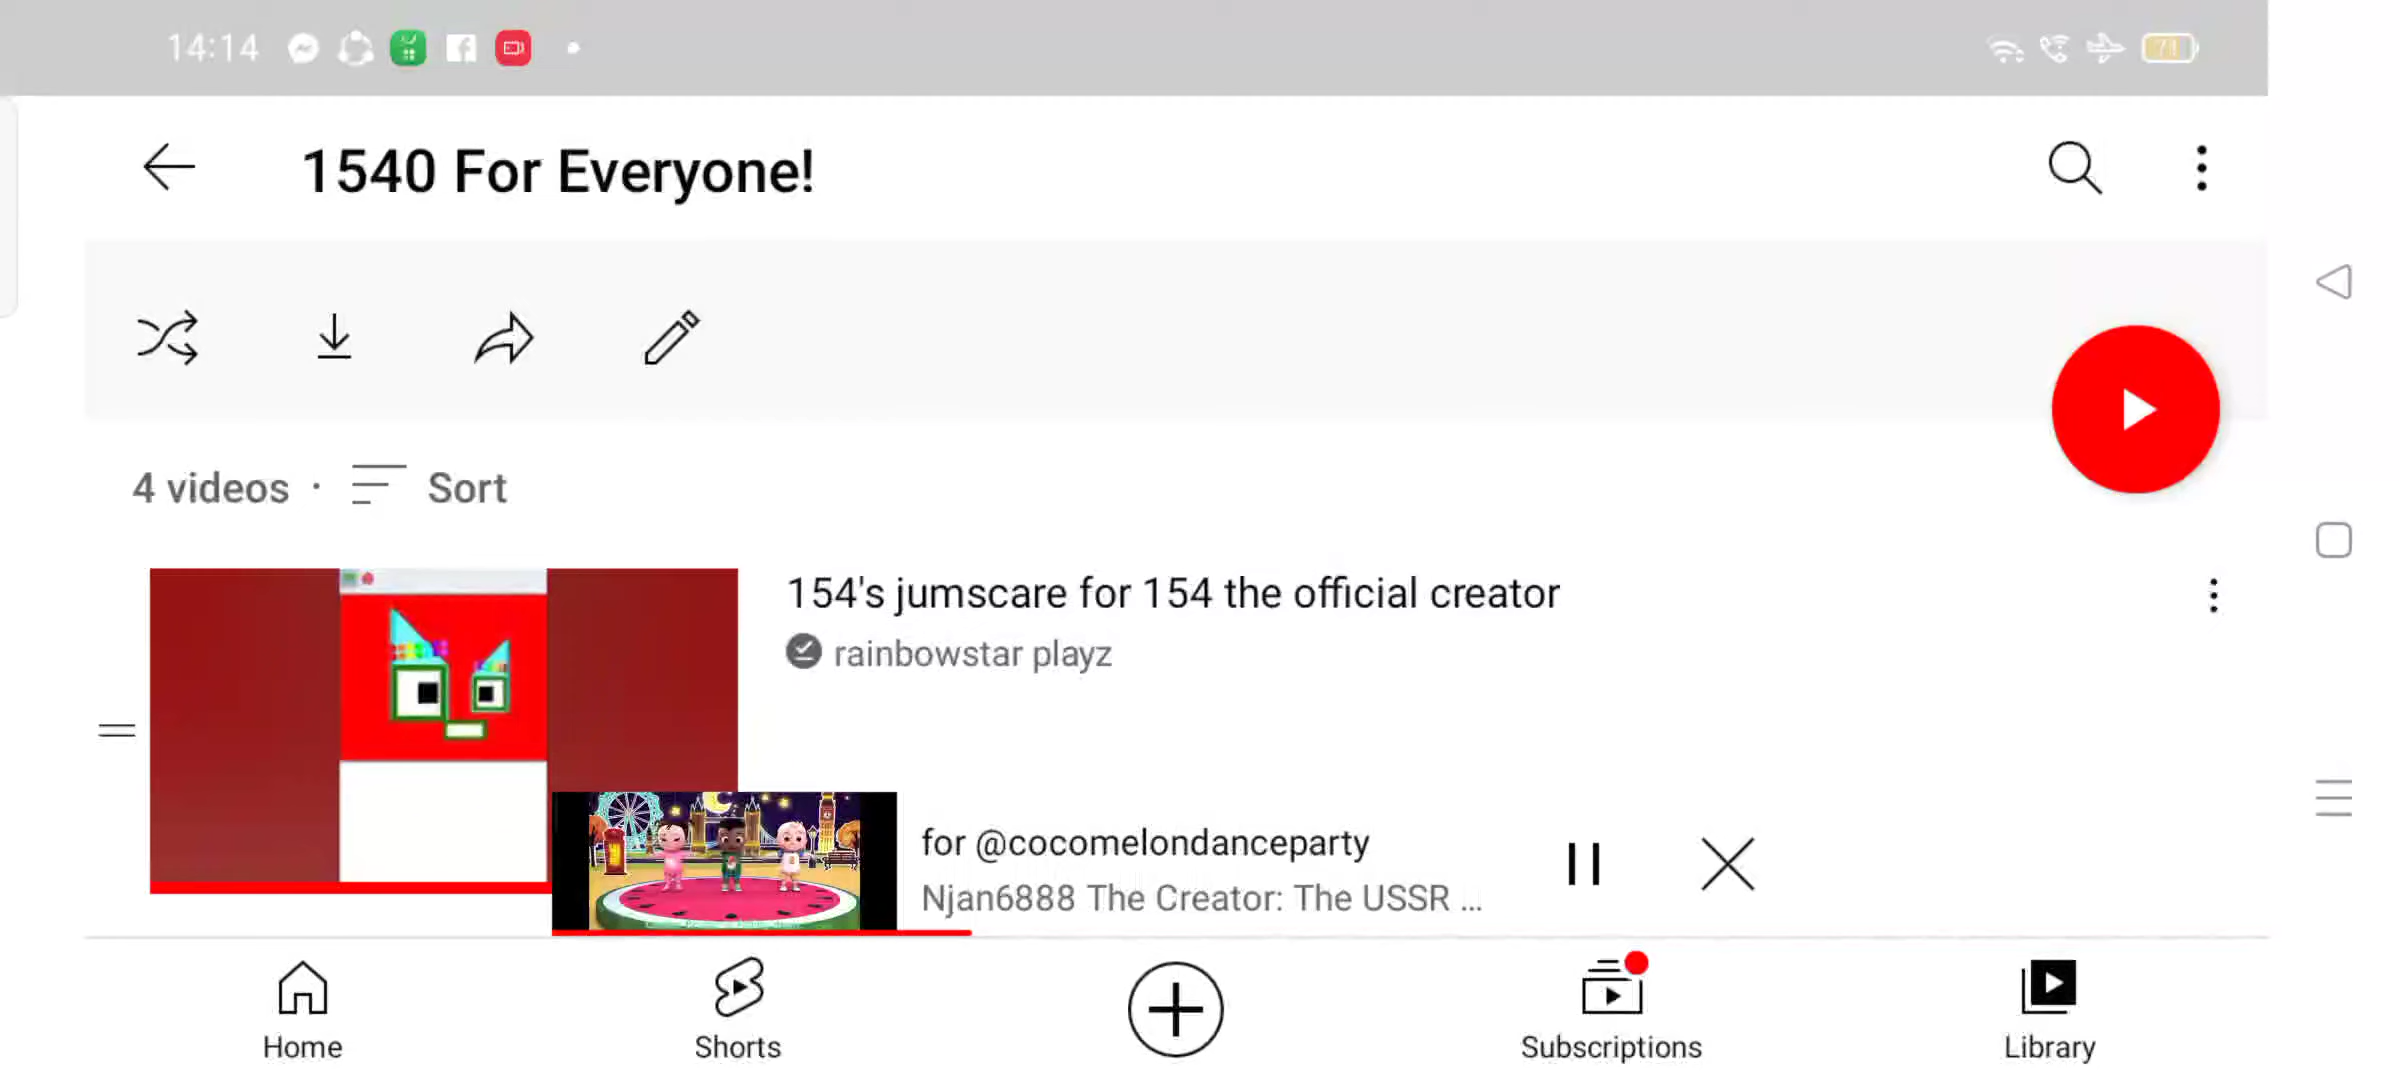 14:14
71
1540 For Everyone!
4 videos · Sort
154's jumscare for 154 the official creator
rainbowstar playz
for @cocomelondanceparty
Njan6888 The Creator: The USSR ...
Home
Shorts
Subscriptions
Library